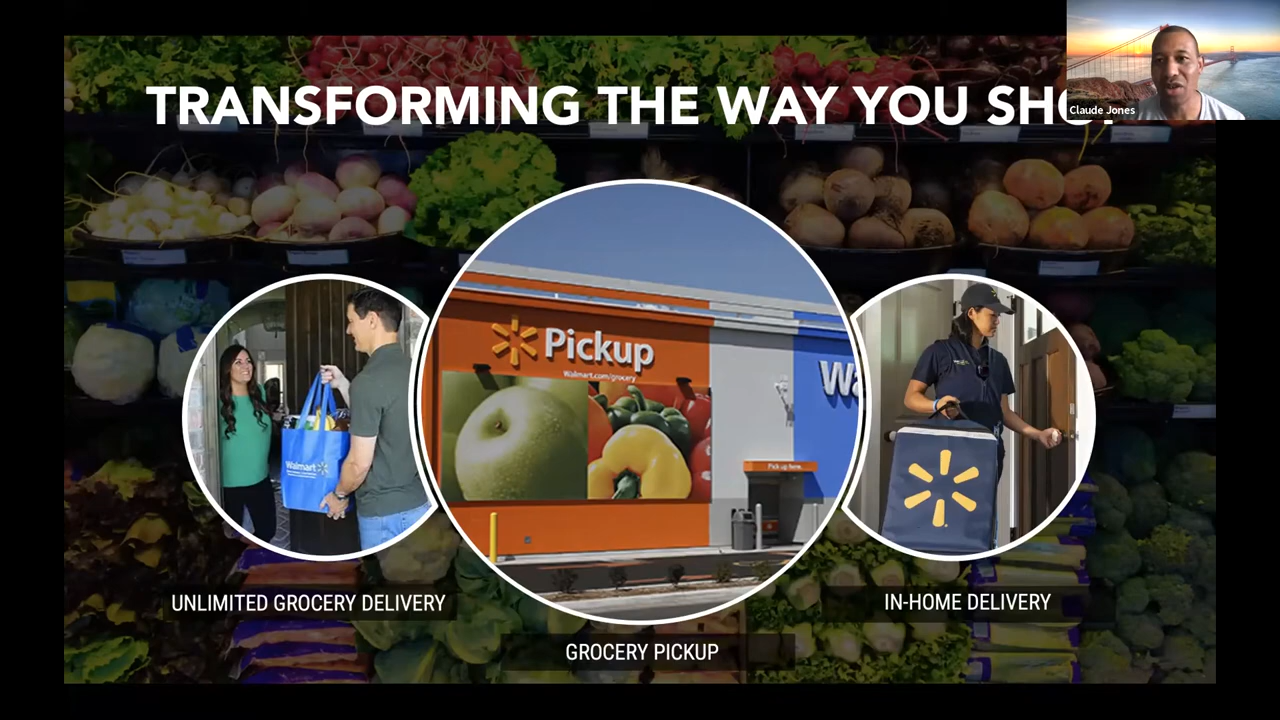 TRANSFORMING THE WAY YOU SHO
Claude Jones
Pickup
Walmart.com/grocery
Wa
Pick up here.
Walmart
UNLIMITED GROCERY DELIVERY
IN-HOME DELIVERY
GROCERY PICKUP